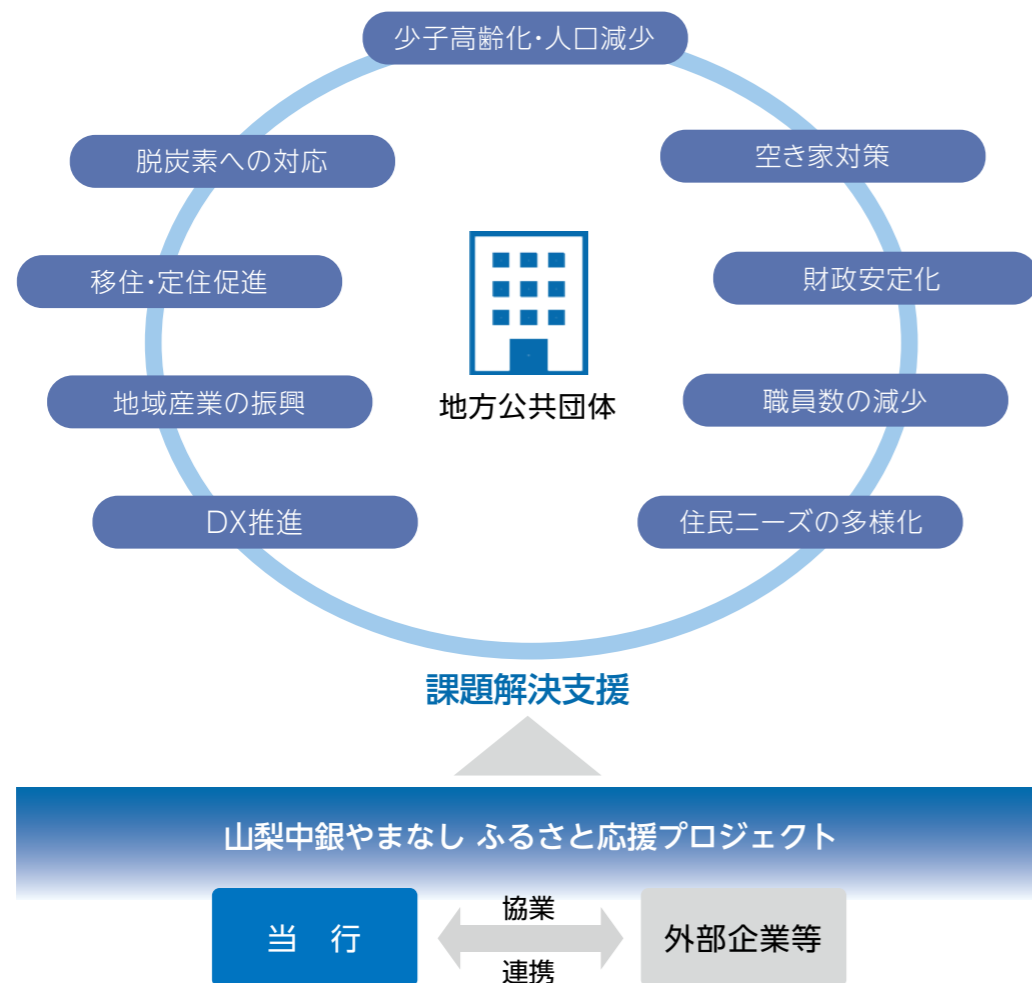 少子高齢化・人口減少
脱炭素への対応
空き家対策
移住・定住促進
財政安定化
地域産業の振興
地方公共団体
職員数の減少
DX推進
住民ニーズの多様化
課題解決支援
山梨中銀やまなし ふるさと応援プロジェクト
当　行
協業
連携
外部企業等